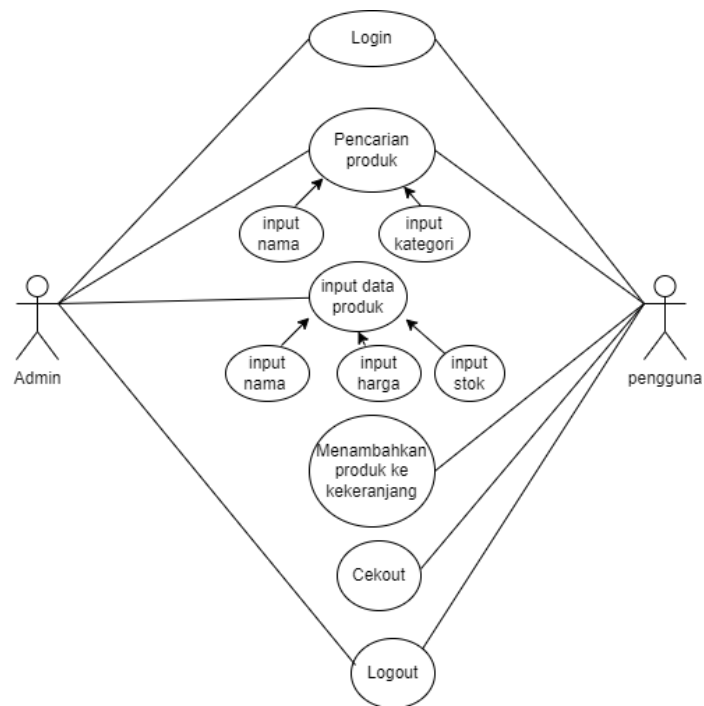 Login
Pencarian
produk
input
nama
input
kategori
input data
produk
Admin
pengguna
input
nama
input
harga
input
stok
Menambahkan
produk ke
kekeranjang
Cekout
Logout